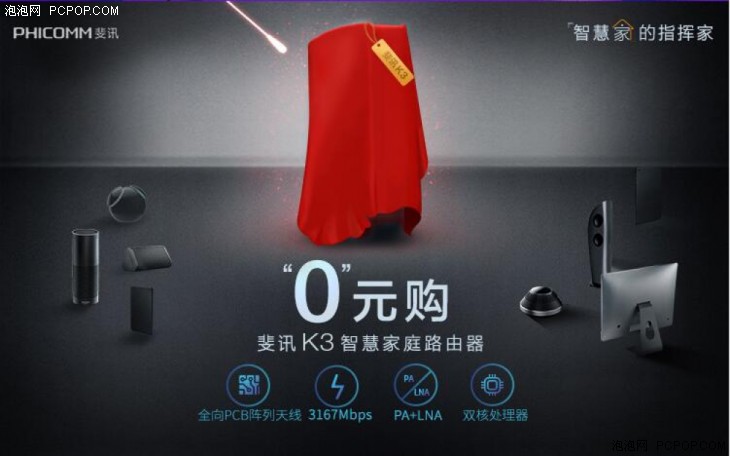 泡泡网 PCPOP.COM
PHICOMM 斐讯
「智慧家的指挥家
斐讯K3
“0”元购
斐讯 K3 智慧家庭路由器
PA
LNA
全向PCB阵列天线 3167Mbps PA+LNA 双核处理器
泡泡网 PCPOP.COM